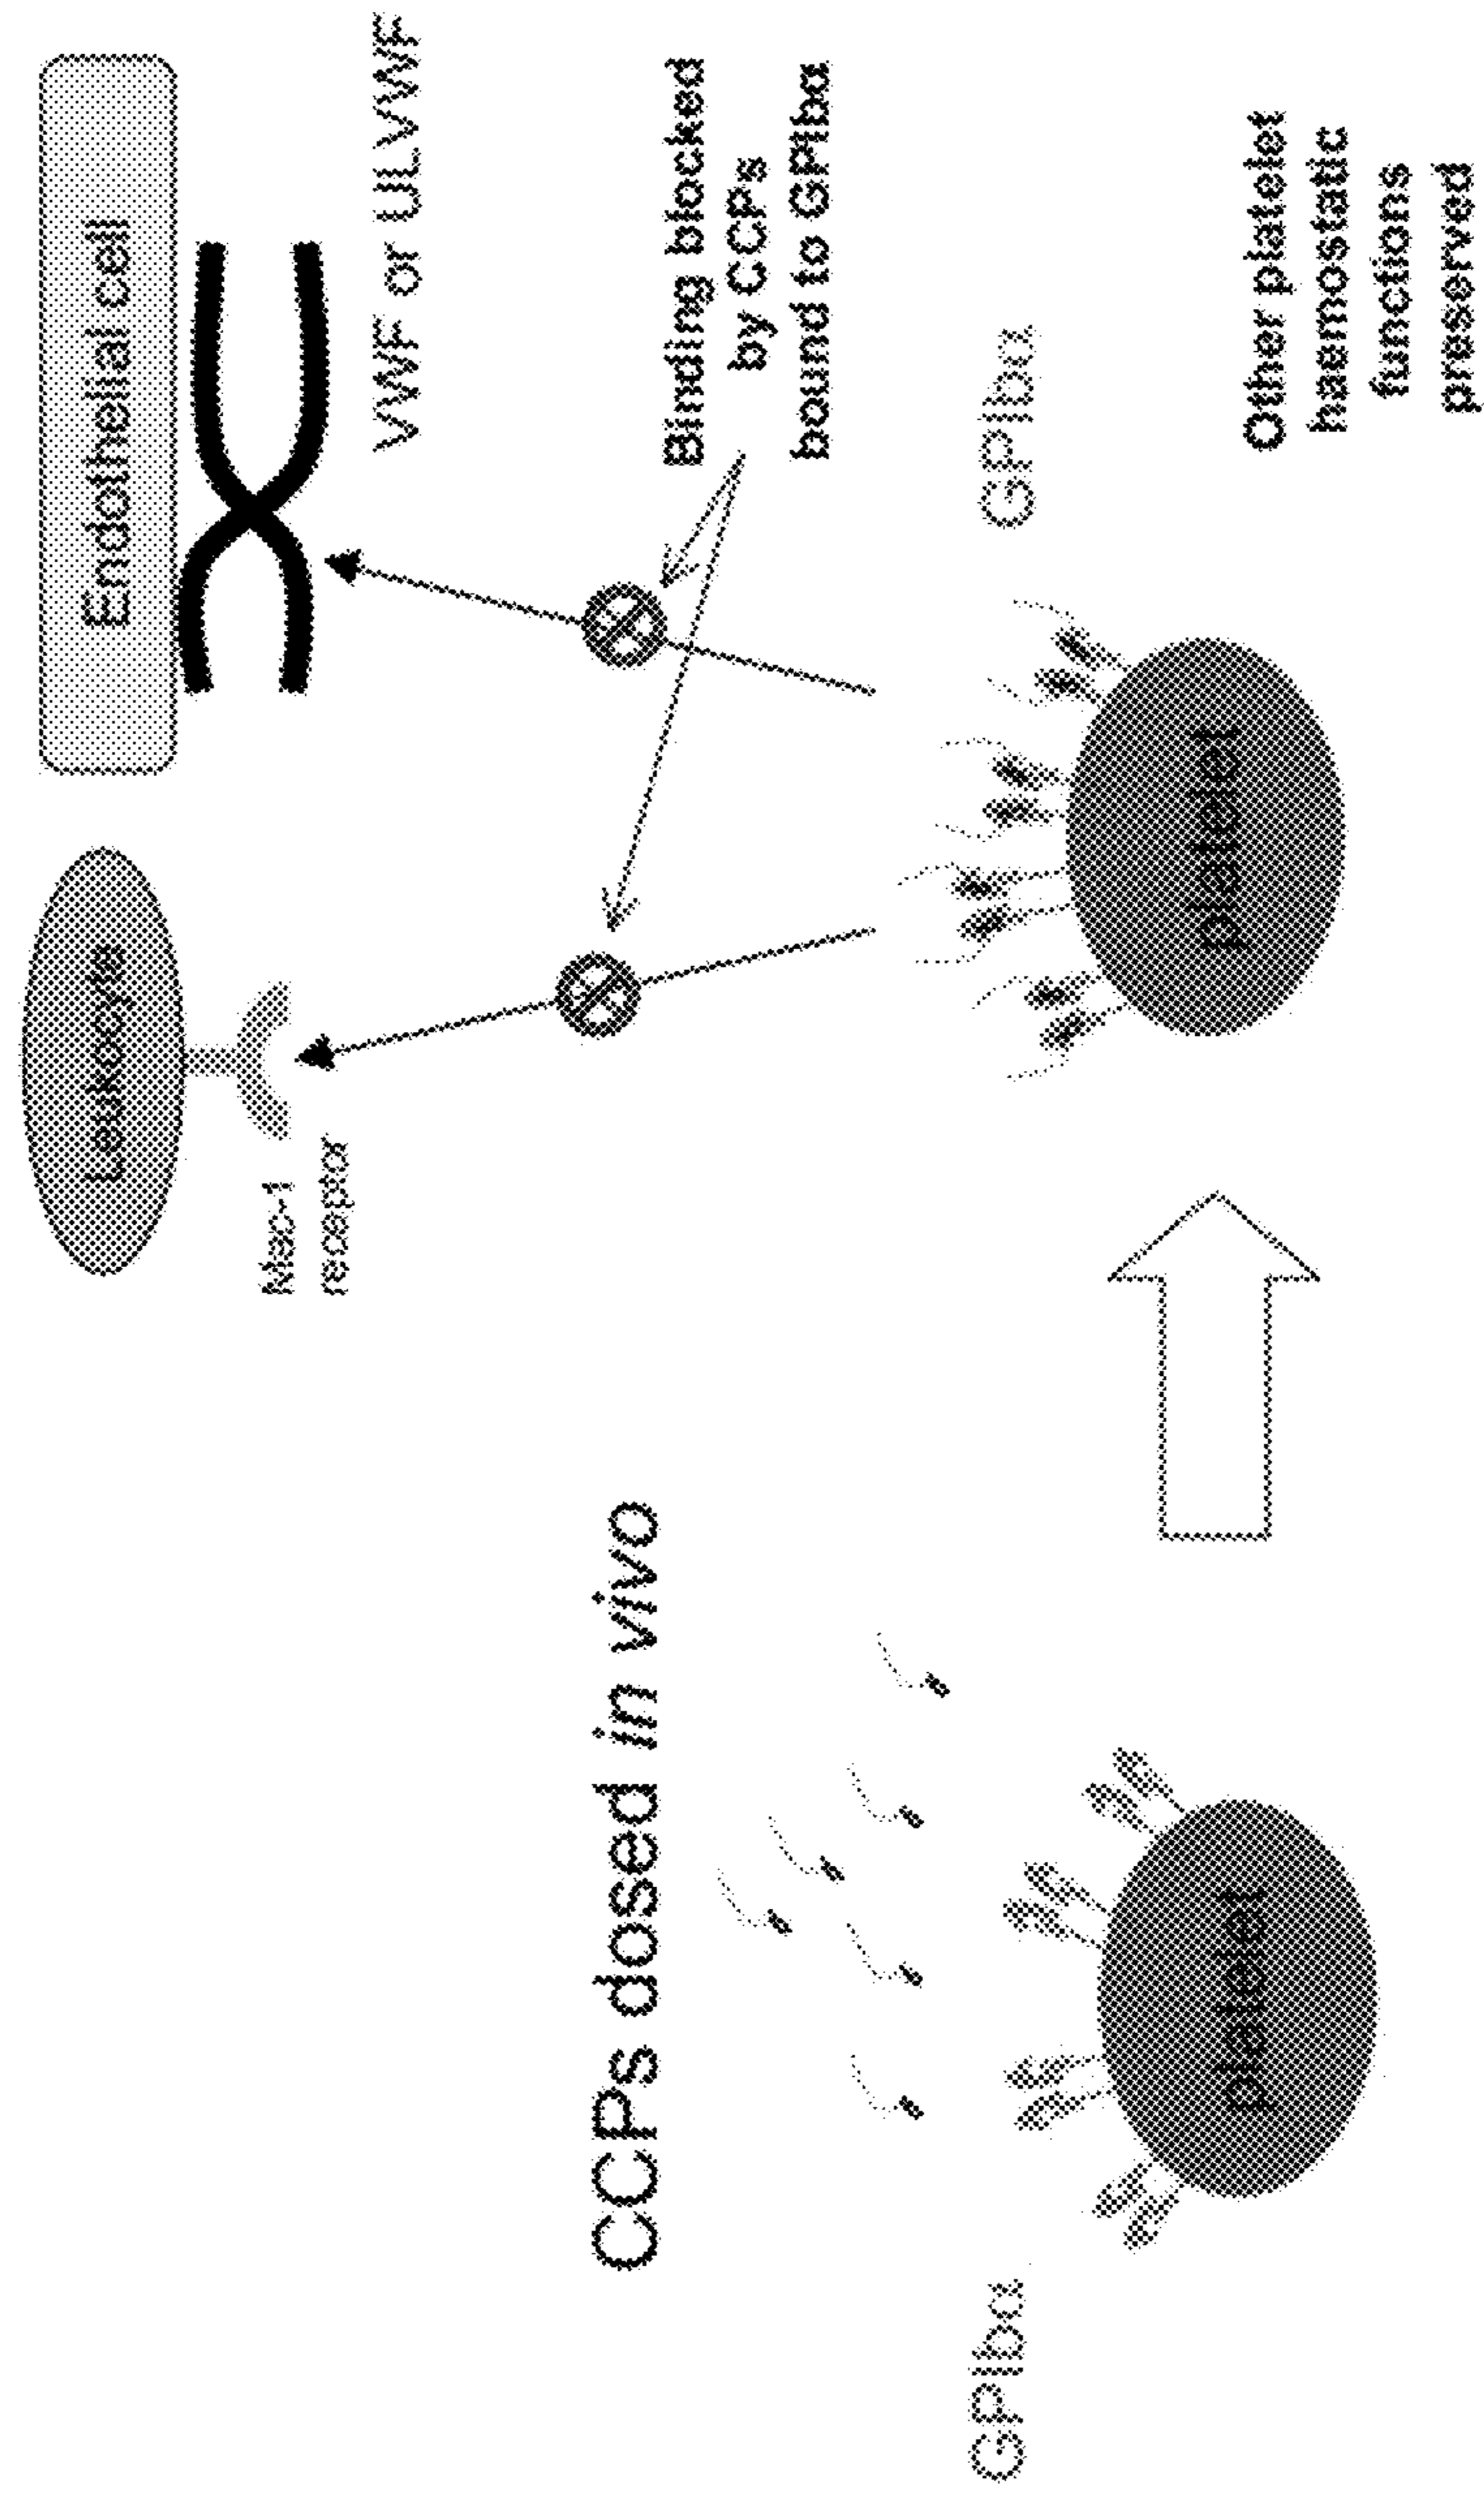 CCPs dosed in vivo
GPIbα
platelet
Leukocyte
Mac-1
receptor
Endothelial cell
VWF or ULVWF
Binding blocked
by CCPs
bound to GPIbα
GPIbα
platelet
Other platelet
haemostatic
functions
preserved